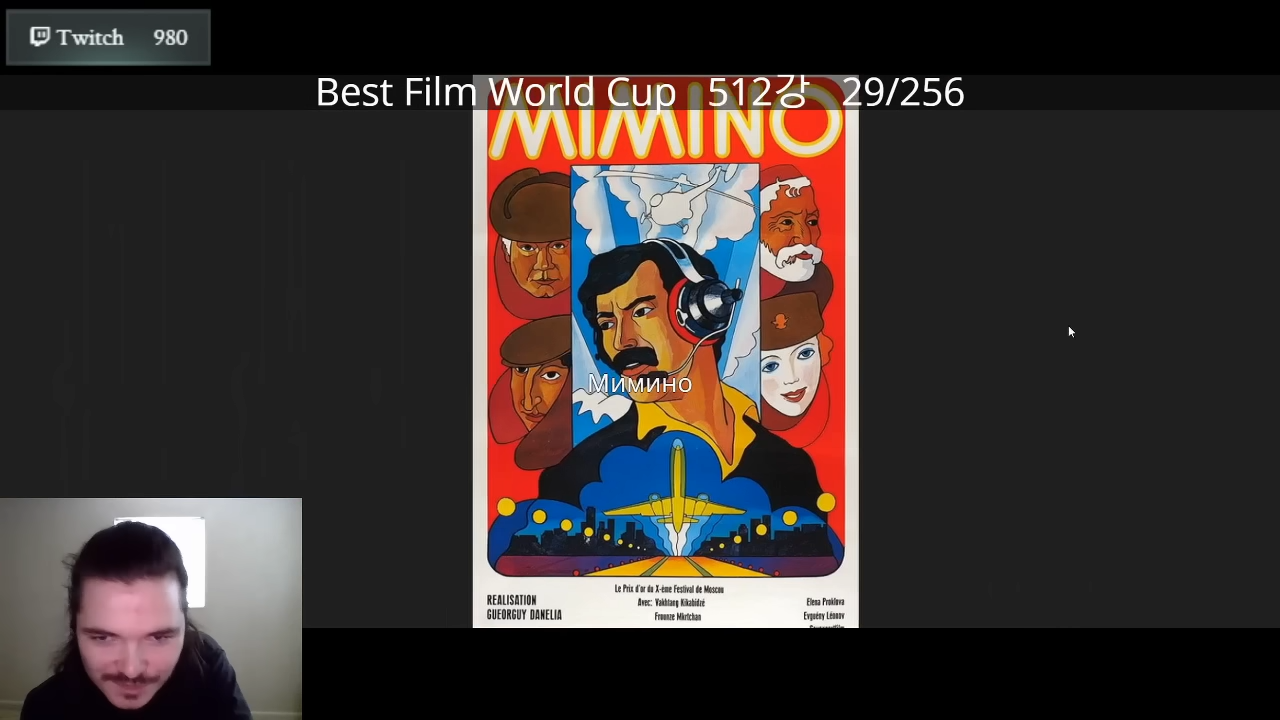 Twitch 980
Best Film World Cup 512강 29/256
MIMINO
Мимино
Le Prix d'or du X-ème Festival de Moscou
REALISATION
GUEORGUY DANELIA
Avec: Vakhtang Kikabidzé
Frounze Mkrtchan
Elena Proklova
Evguény Léonov